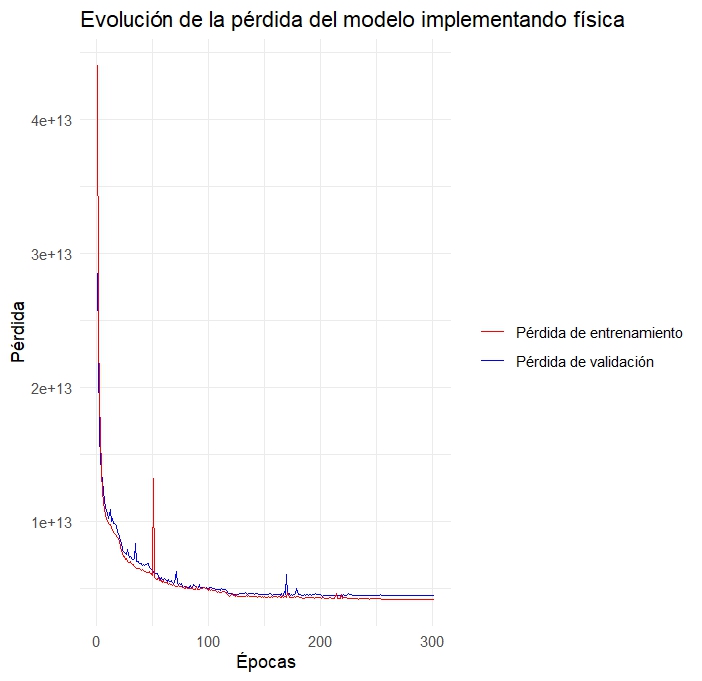 Evolución de la pérdida del modelo implementando física
4e+13
3e+13
2e+13
1e+13
Pérdida
0
100
200
300
Épocas
Pérdida de entrenamiento
Pérdida de validación